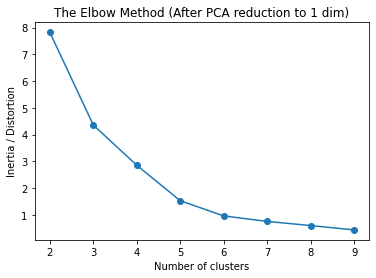 The Elbow Method (After PCA reduction to 1 dim)
8
7
6
5
4
3
2
1
Inertia / Distortion
2 3 4 5 6 7 8 9
Number of clusters